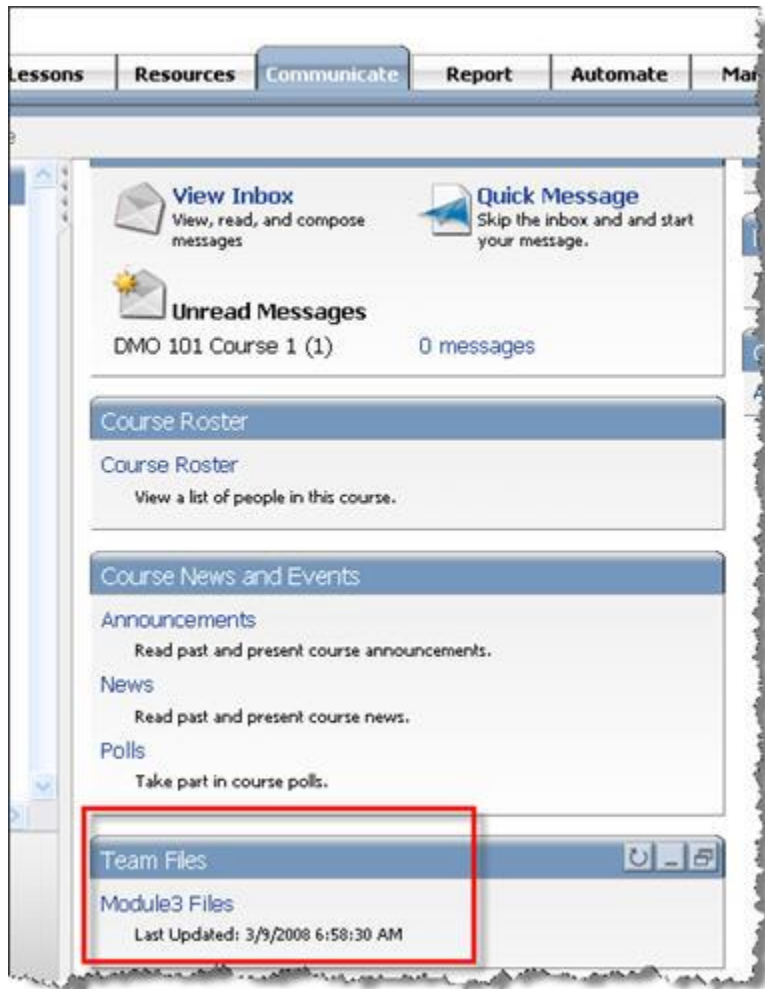 Lessons Resources Communicate Report Automate
View Inbox
View, read, and compose
messages
Quick Message
Skip the inbox and and start
your message.
Unread Messages
DMO 101 Course 1 (1) 0 messages
Course Roster
Course Roster
View a list of people in this course.
Course News and Events
Announcements
Read past and present course announcements.
News
Read past and present course news.
Polls
Take part in course polls.
Team Files
Module3 Files
Last Updated: 3/9/2008 6:58:30 AM